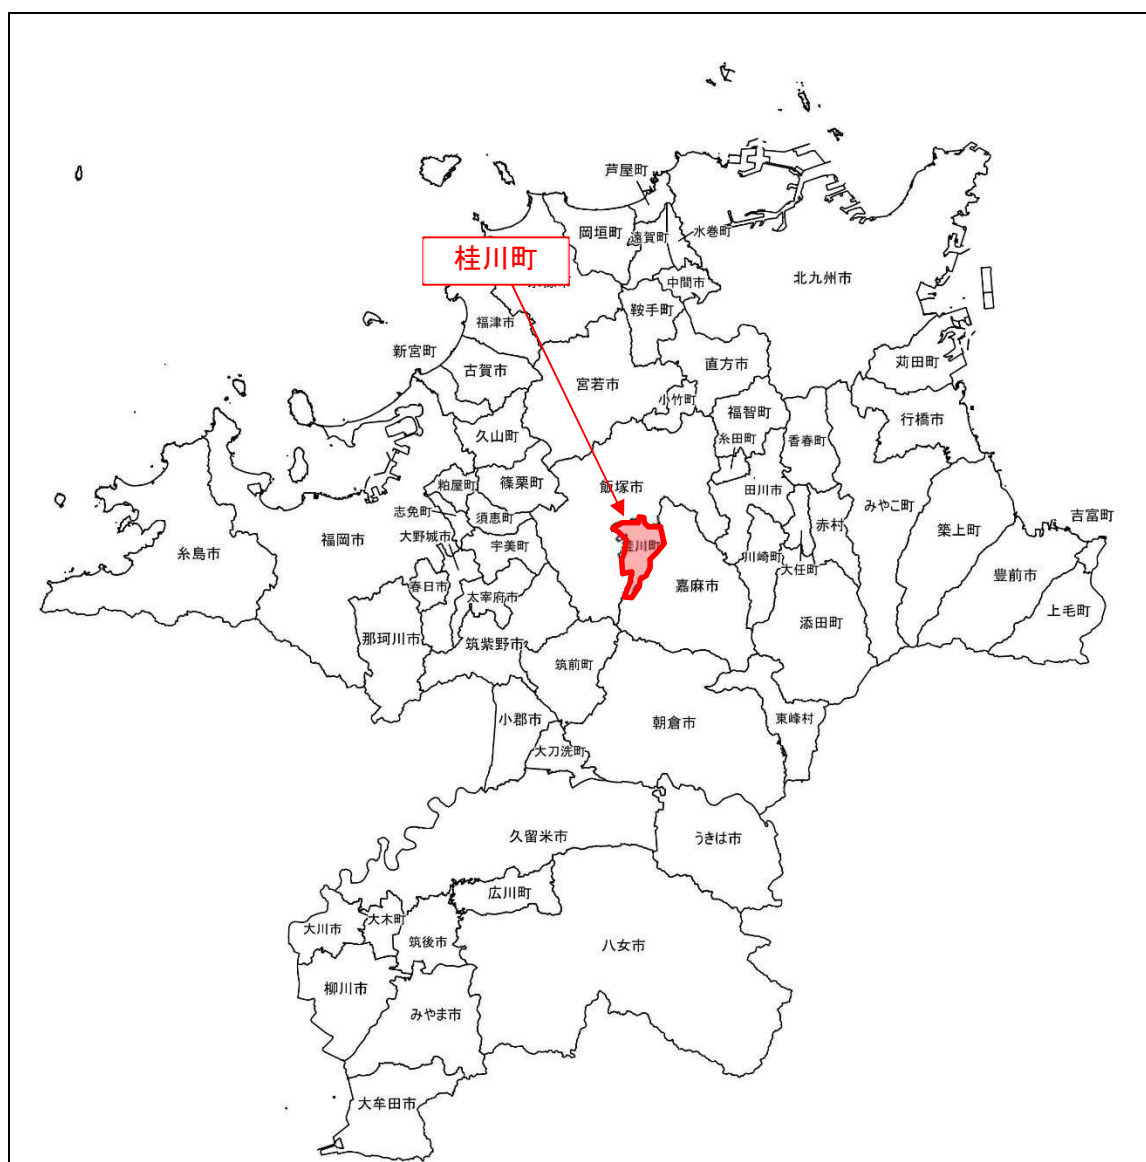 芦屋町
岡垣町
遠賀町
水巻町
桂川町
中間市
北九州市
鞍手町
福津市
新宮町
古賀市
宮若市
直方市
苅田町
小竹町
福智町
行橋市
久山町
糸田町
香春町
粕屋町
篠栗町
飯塚市
田川市
みやこ町
志免町
須恵町
赤村
築上町
吉富町
大野城市
宇美町
桂川町
福岡市
糸島市
川崎町
大任町
豊前市
春日市
太宰府市
嘉麻市
上毛町
那珂川市
筑紫野市
添田町
筑前町
小郡市
朝倉市
東峰村
大刀洗町
久留米市
うきは市
広川町
大川市
大木町
筑後市
八女市
柳川市
みやま市
大牟田市